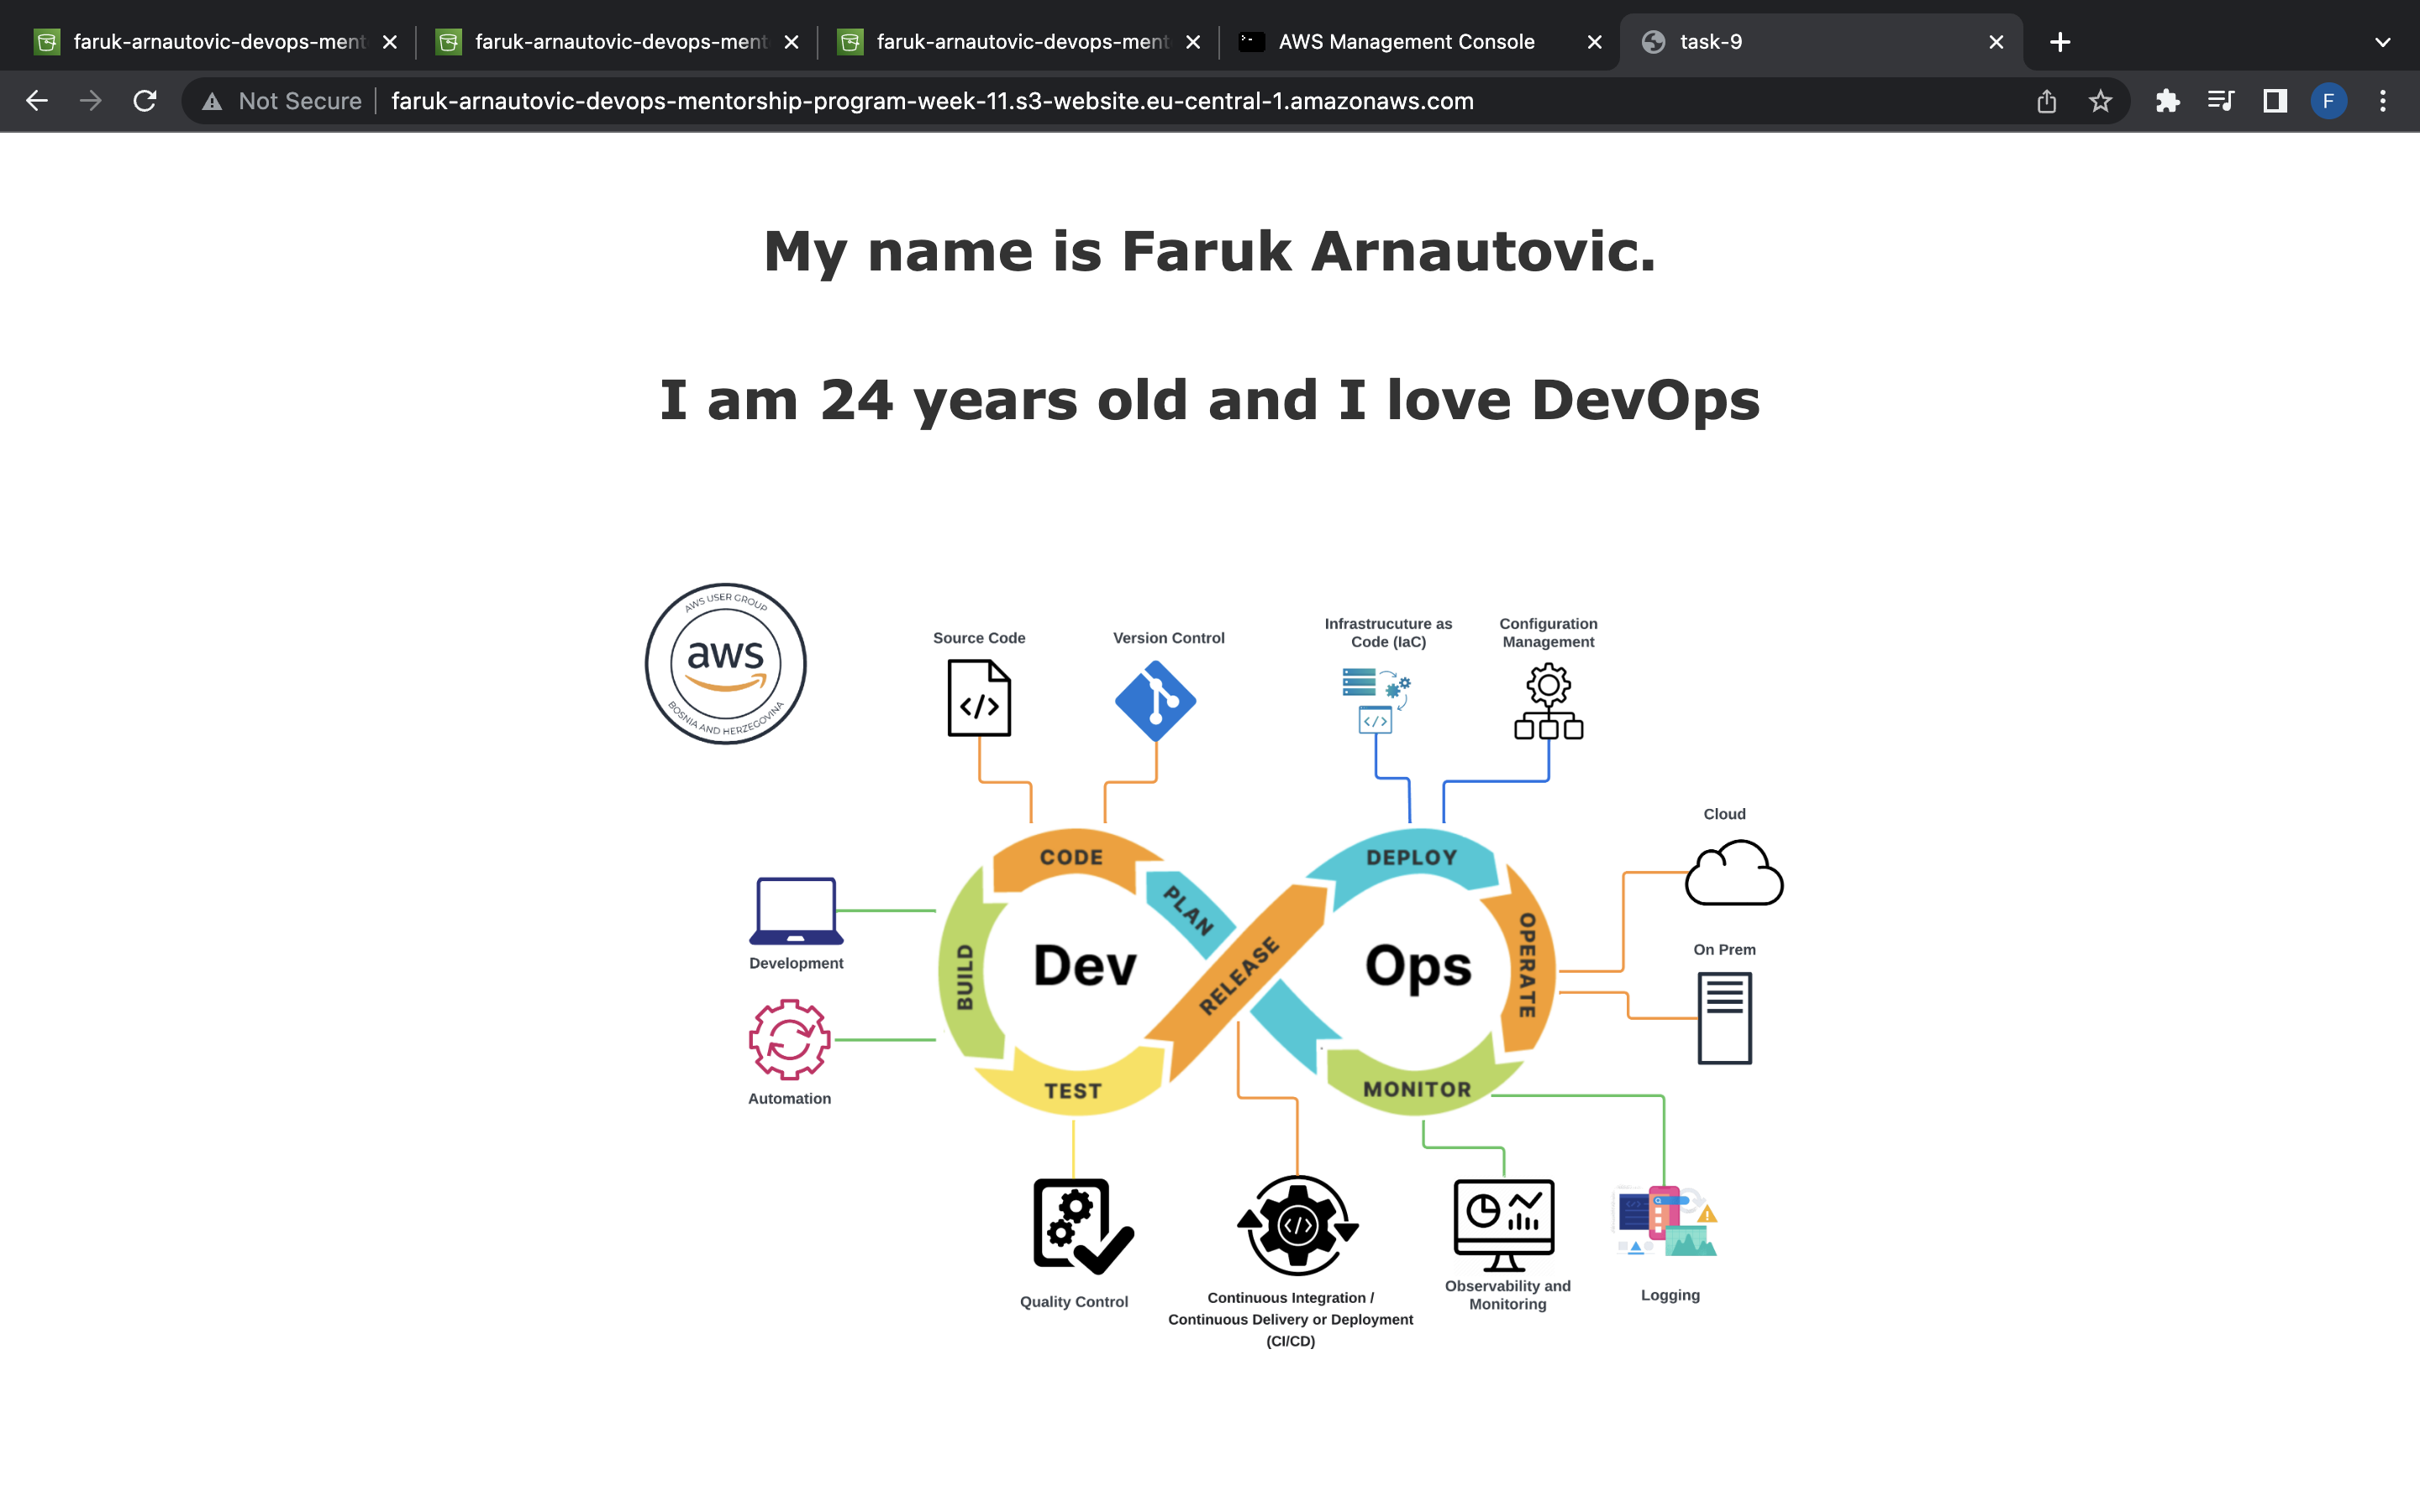 faruk-arnautovic-devops-ment
faruk-arnautovic-devops-ment
faruk-arnautovic-devops-ment
AWS Management Console
task-9
Not Secure
faruk-arnautovic-devops-mentorship-program-week-11.s3-website.eu-central-1.amazonaws.com
F
My name is Faruk Arnautovic.
I am 24 years old and I love DevOps
AWS USER GROUP
aws
BOSNIA AND HERZEGOVINA
Source Code
Version Control
Infrastrucuture as
Code (IaC)
Configuration
Management
</>
</>
Cloud
CODE
DEPLOY
PLAN
OPERATE
On Prem
Development
BUILD
Dev
RELEASE
Ops
Automation
TEST
MONITOR
</>
Quality Control
Continuous Integration /
Continuous Delivery or Deployment
(CI/CD)
Observability and
Monitoring
Logging